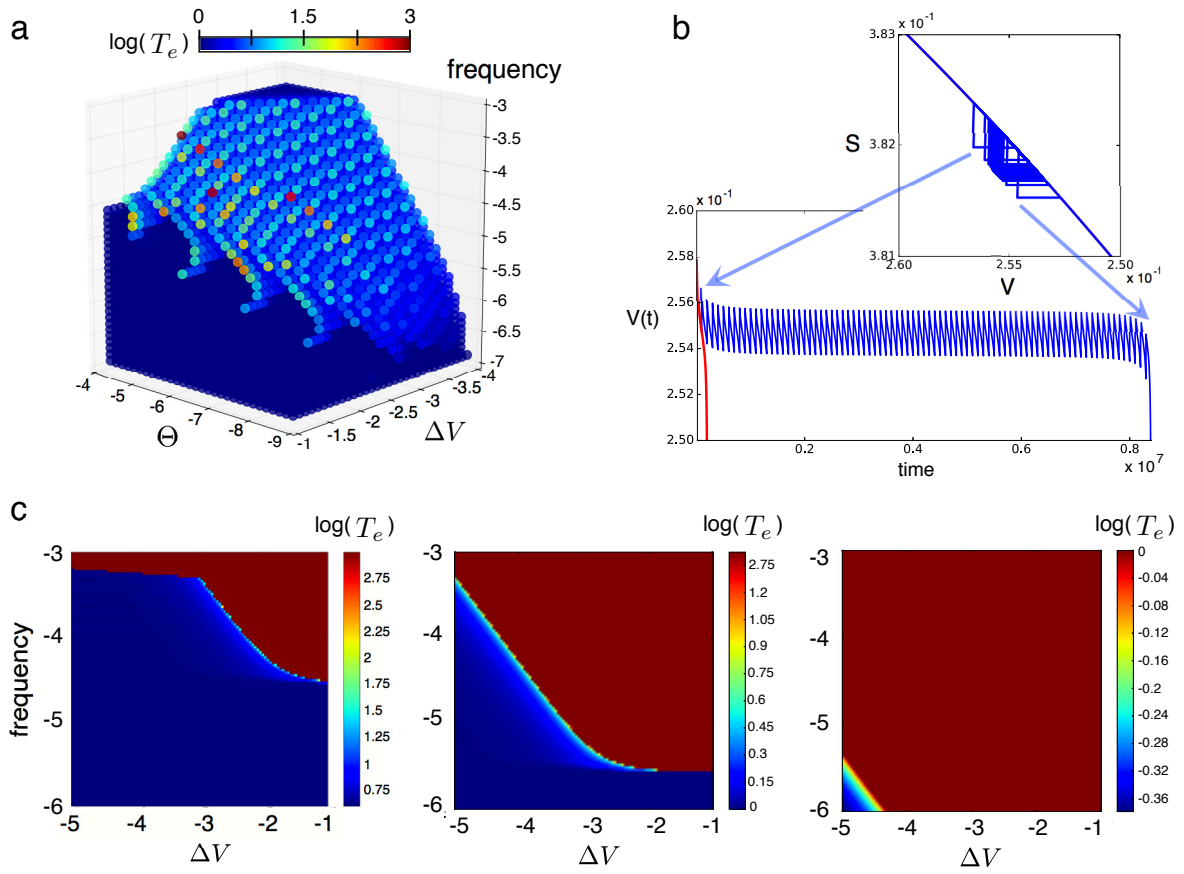 a
log(T_e)
0 1.5 3
frequency
-3
-3.5
-4
-4.5
-5
-5.5
-6
-6.5
-7
-4 -5 -6 -7 -8 -9
Θ
-1 -1.5 -2 -2.5 -3 -3.5 -4
ΔV
b
x 10⁻¹
3.83
3.82
3.81
S
2.60 2.55 2.50
x 10⁻¹
V
x 10⁻¹
2.60
2.58
2.56
2.54
2.52
2.50
V(t)
0.2 0.4 0.6 0.8
x 10⁷
time
c
log(T_e)
-3
-4
-5
-6
frequency
-5 -4 -3 -2 -1
ΔV
2.75
2.5
2.25
2
1.75
1.5
1.25
1
0.75
log(T_e)
-3
-4
-5
-6
-5 -4 -3 -2 -1
ΔV
2.75
1.2
1.35
1.05
0.9
0.75
0.6
0.45
0.3
0.15
0
log(T_e)
-3
-4
-5
-6
-5 -4 -3 -2 -1
ΔV
0
-0.04
-0.08
-0.12
-0.16
-0.20
-0.24
-0.28
-0.32
-0.36